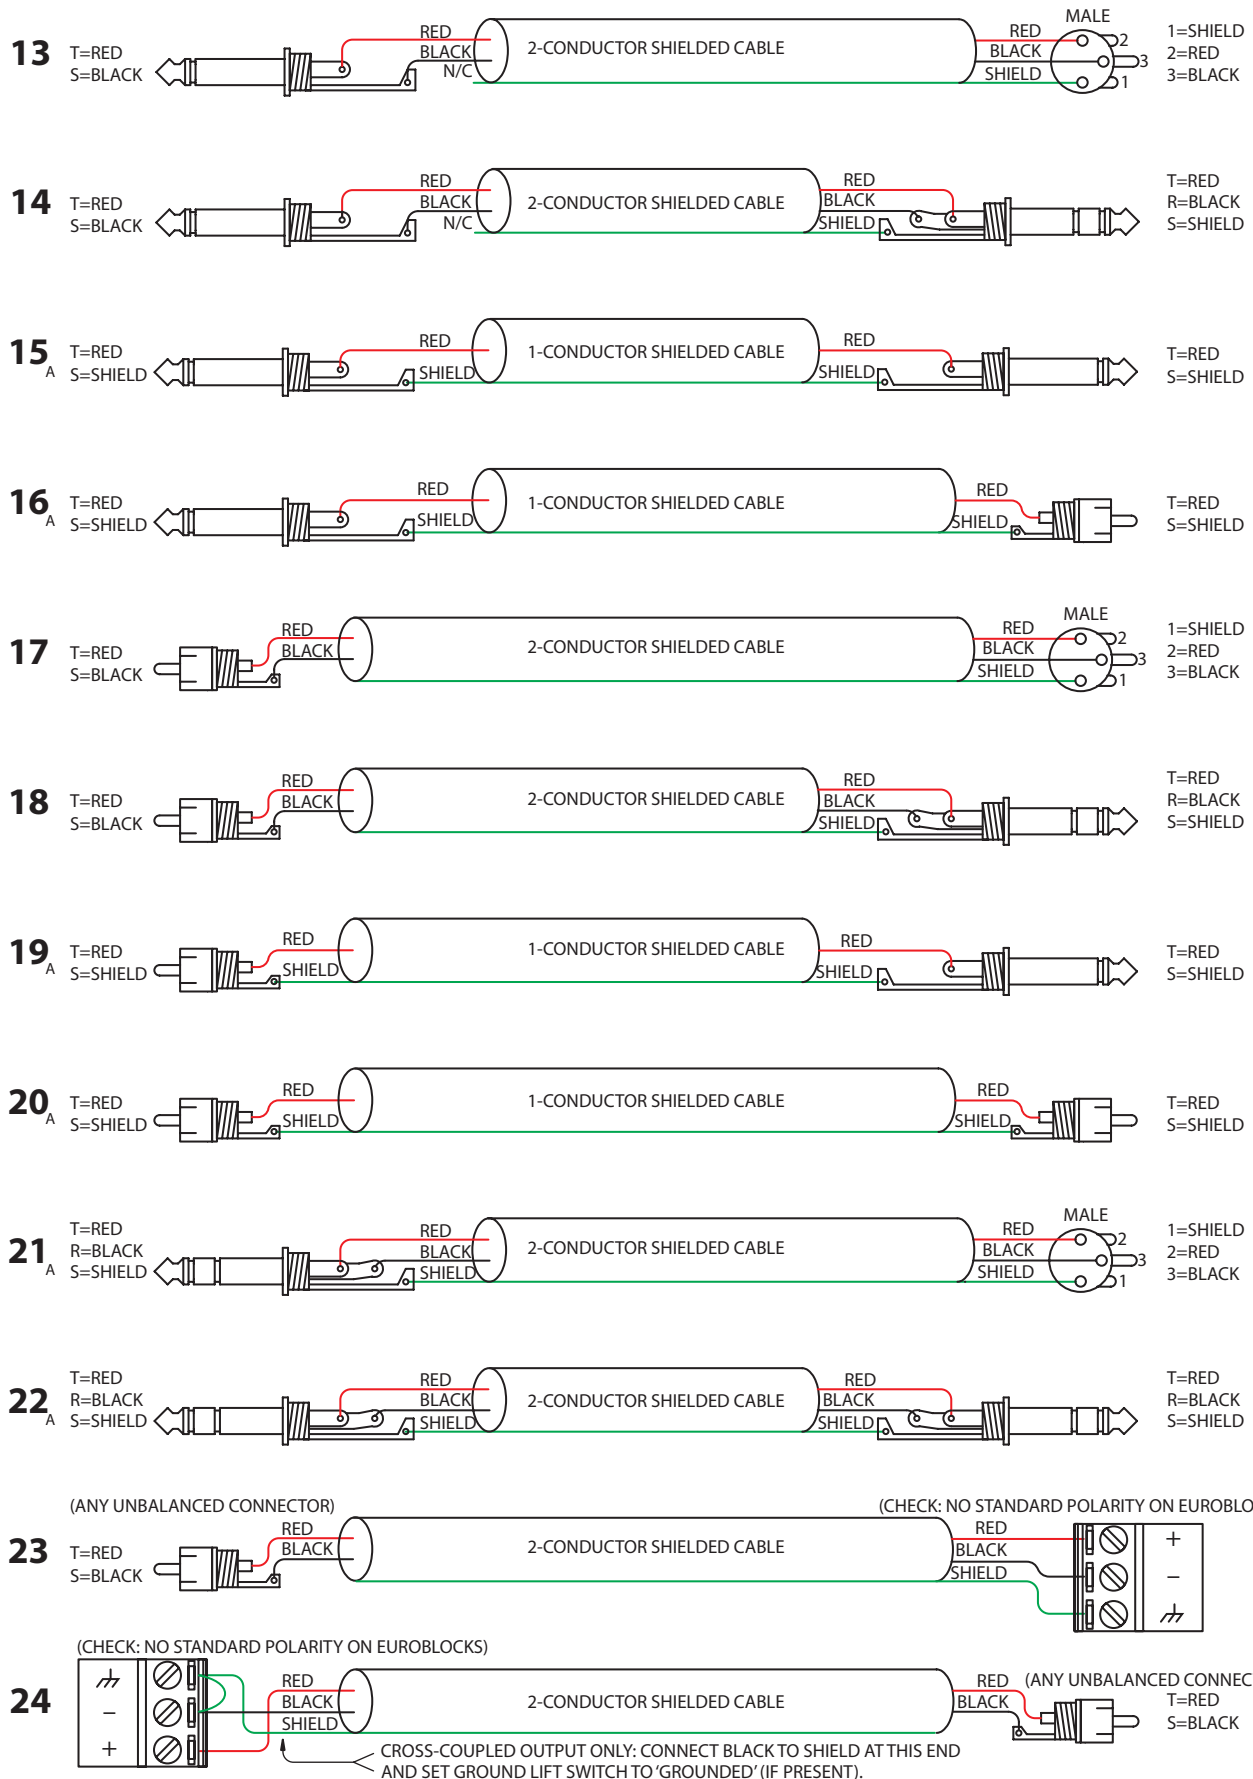 13
T=RED
S=BLACK
RED
BLACK
N/C
2-CONDUCTOR SHIELDED CABLE
RED
BLACK
SHIELD
MALE
2
3
1
1=SHIELD
2=RED
3=BLACK
14
T=RED
S=BLACK
RED
BLACK
N/C
2-CONDUCTOR SHIELDED CABLE
RED
BLACK
SHIELD
T=RED
R=BLACK
S=SHIELD
15
A
T=RED
S=SHIELD
RED
SHIELD
1-CONDUCTOR SHIELDED CABLE
RED
SHIELD
T=RED
S=SHIELD
16
A
T=RED
S=SHIELD
RED
SHIELD
1-CONDUCTOR SHIELDED CABLE
RED
SHIELD
T=RED
S=SHIELD
17
T=RED
S=BLACK
RED
BLACK
2-CONDUCTOR SHIELDED CABLE
RED
BLACK
SHIELD
MALE
2
3
1
1=SHIELD
2=RED
3=BLACK
18
T=RED
S=BLACK
RED
BLACK
2-CONDUCTOR SHIELDED CABLE
RED
BLACK
SHIELD
T=RED
R=BLACK
S=SHIELD
19
A
T=RED
S=SHIELD
RED
SHIELD
1-CONDUCTOR SHIELDED CABLE
RED
SHIELD
T=RED
S=SHIELD
20
A
T=RED
S=SHIELD
RED
SHIELD
1-CONDUCTOR SHIELDED CABLE
RED
SHIELD
T=RED
S=SHIELD
21
A
T=RED
R=BLACK
S=SHIELD
RED
BLACK
SHIELD
2-CONDUCTOR SHIELDED CABLE
RED
BLACK
SHIELD
MALE
2
3
1
1=SHIELD
2=RED
3=BLACK
22
A
T=RED
R=BLACK
S=SHIELD
RED
BLACK
SHIELD
2-CONDUCTOR SHIELDED CABLE
RED
BLACK
SHIELD
T=RED
R=BLACK
S=SHIELD
(ANY UNBALANCED CONNECTOR)
23
T=RED
S=BLACK
RED
BLACK
2-CONDUCTOR SHIELDED CABLE
(CHECK: NO STANDARD POLARITY ON EUROBLO
RED
BLACK
SHIELD
+
–
(CHECK: NO STANDARD POLARITY ON EUROBLOCKS)
24
–
+
RED
BLACK
SHIELD
2-CONDUCTOR SHIELDED CABLE
RED
BLACK
(ANY UNBALANCED CONNEC
T=RED
S=BLACK
CROSS-COUPLED OUTPUT ONLY: CONNECT BLACK TO SHIELD AT THIS END
AND SET GROUND LIFT SWITCH TO 'GROUNDED' (IF PRESENT).